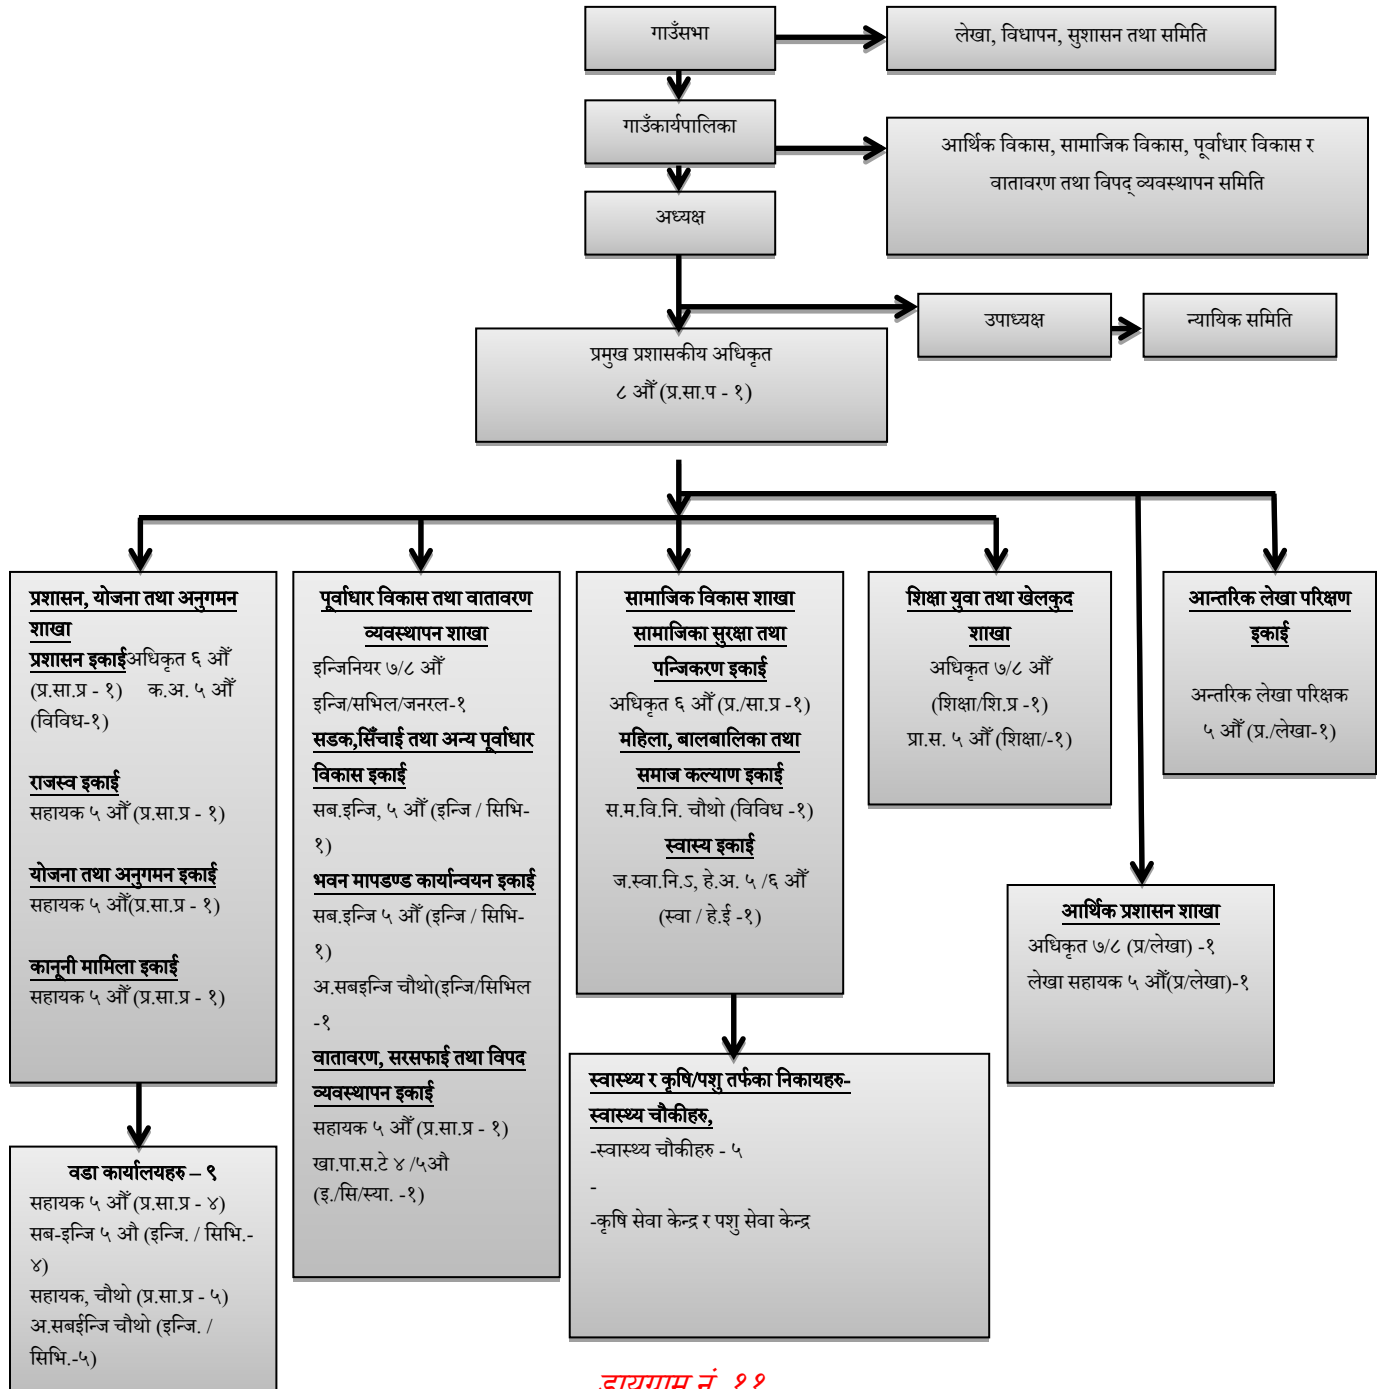 गाउँसभा
लेखा, विधापन, सुशासन तथा समिति
गाउँकार्यपालिका
आर्थिक विकास, सामाजिक विकास, पूर्वाधार विकास र
वातावरण तथा विपद् व्यवस्थापन समिति
अध्यक्ष
उपाध्यक्ष
न्यायिक समिति
प्रमुख प्रशासकीय अधिकृत
८ औँ (प्र.सा.प - १)
प्रशासन, योजना तथा अनुगमन
शाखा
प्रशासन इकाईअधिकृत ६ औँ
(प्र.सा.प्र - १) क.अ. ५ औँ
(विविध-१)
राजस्व इकाई
सहायक ५ औँ (प्र.सा.प्र - १)
योजना तथा अनुगमन इकाई
सहायक ५ औँ(प्र.सा.प्र - १)
कानूनी मामिला इकाई
सहायक ५ औँ (प्र.सा.प्र - १)
पूर्वाधार विकास तथा वातावरण
व्यवस्थापन शाखा
इन्जिनियर ७/८ औँ
इन्जि/सभिल/जनरल-१
सडक,सिँचाई तथा अन्य पूर्वाधार
विकास इकाई
सब.इन्जि, ५ औँ (इन्जि / सिभि-
१)
भवन मापडण्ड कार्यान्वयन इकाई
सब.इन्जि ५ औँ (इन्जि / सिभि-
१)
अ.सबइन्जि चौथो(इन्जि/सिभिल
-१
वातावरण, सरसफाई तथा विपद
व्यवस्थापन इकाई
सहायक ५ औँ (प्र.सा.प्र - १)
खा.पा.स.टे ४ /५औ
(इ./सि/स्या. -१)
सामाजिक विकास शाखा
सामाजिका सुरक्षा तथा
पन्जिकरण इकाई
अधिकृत ६ औँ (प्र./सा.प्र -१)
महिला, बालबालिका तथा
समाज कल्याण इकाई
स.म.वि.नि. चौथो (विविध -१)
स्वास्य इकाई
ज.स्वा.नि.ऽ, हे.अ. ५ /६ औँ
(स्वा / हे.ई -१)
शिक्षा युवा तथा खेलकुद
शाखा
अधिकृत ७/८ औँ
(शिक्षा/शि.प्र -१)
प्रा.स. ५ औँ (शिक्षा/-१)
आन्तरिक लेखा परिक्षण
इकाई
अन्तरिक लेखा परिक्षक
५ औँ (प्र./लेखा-१)
आर्थिक प्रशासन शाखा
अधिकृत ७/८ (प्र/लेखा) -१
लेखा सहायक ५ औँ(प्र/लेखा)-१
स्वास्थ्य र कृषि/पशु तर्फका निकायहरु-
स्वास्थ्य चौकीहरु,
-स्वास्थ्य चौकीहरु - ५
-
-कृषि सेवा केन्द्र र पशु सेवा केन्द्र
वडा कार्यालयहरु – ९
सहायक ५ औँ (प्र.सा.प्र - ४)
सब-इन्जि ५ औ (इन्जि. / सिभि.-
४)
सहायक, चौथो (प्र.सा.प्र - ५)
अ.सबईन्जि चौथो (इन्जि. /
सिभि.-५)
डायग्राम नं. ११